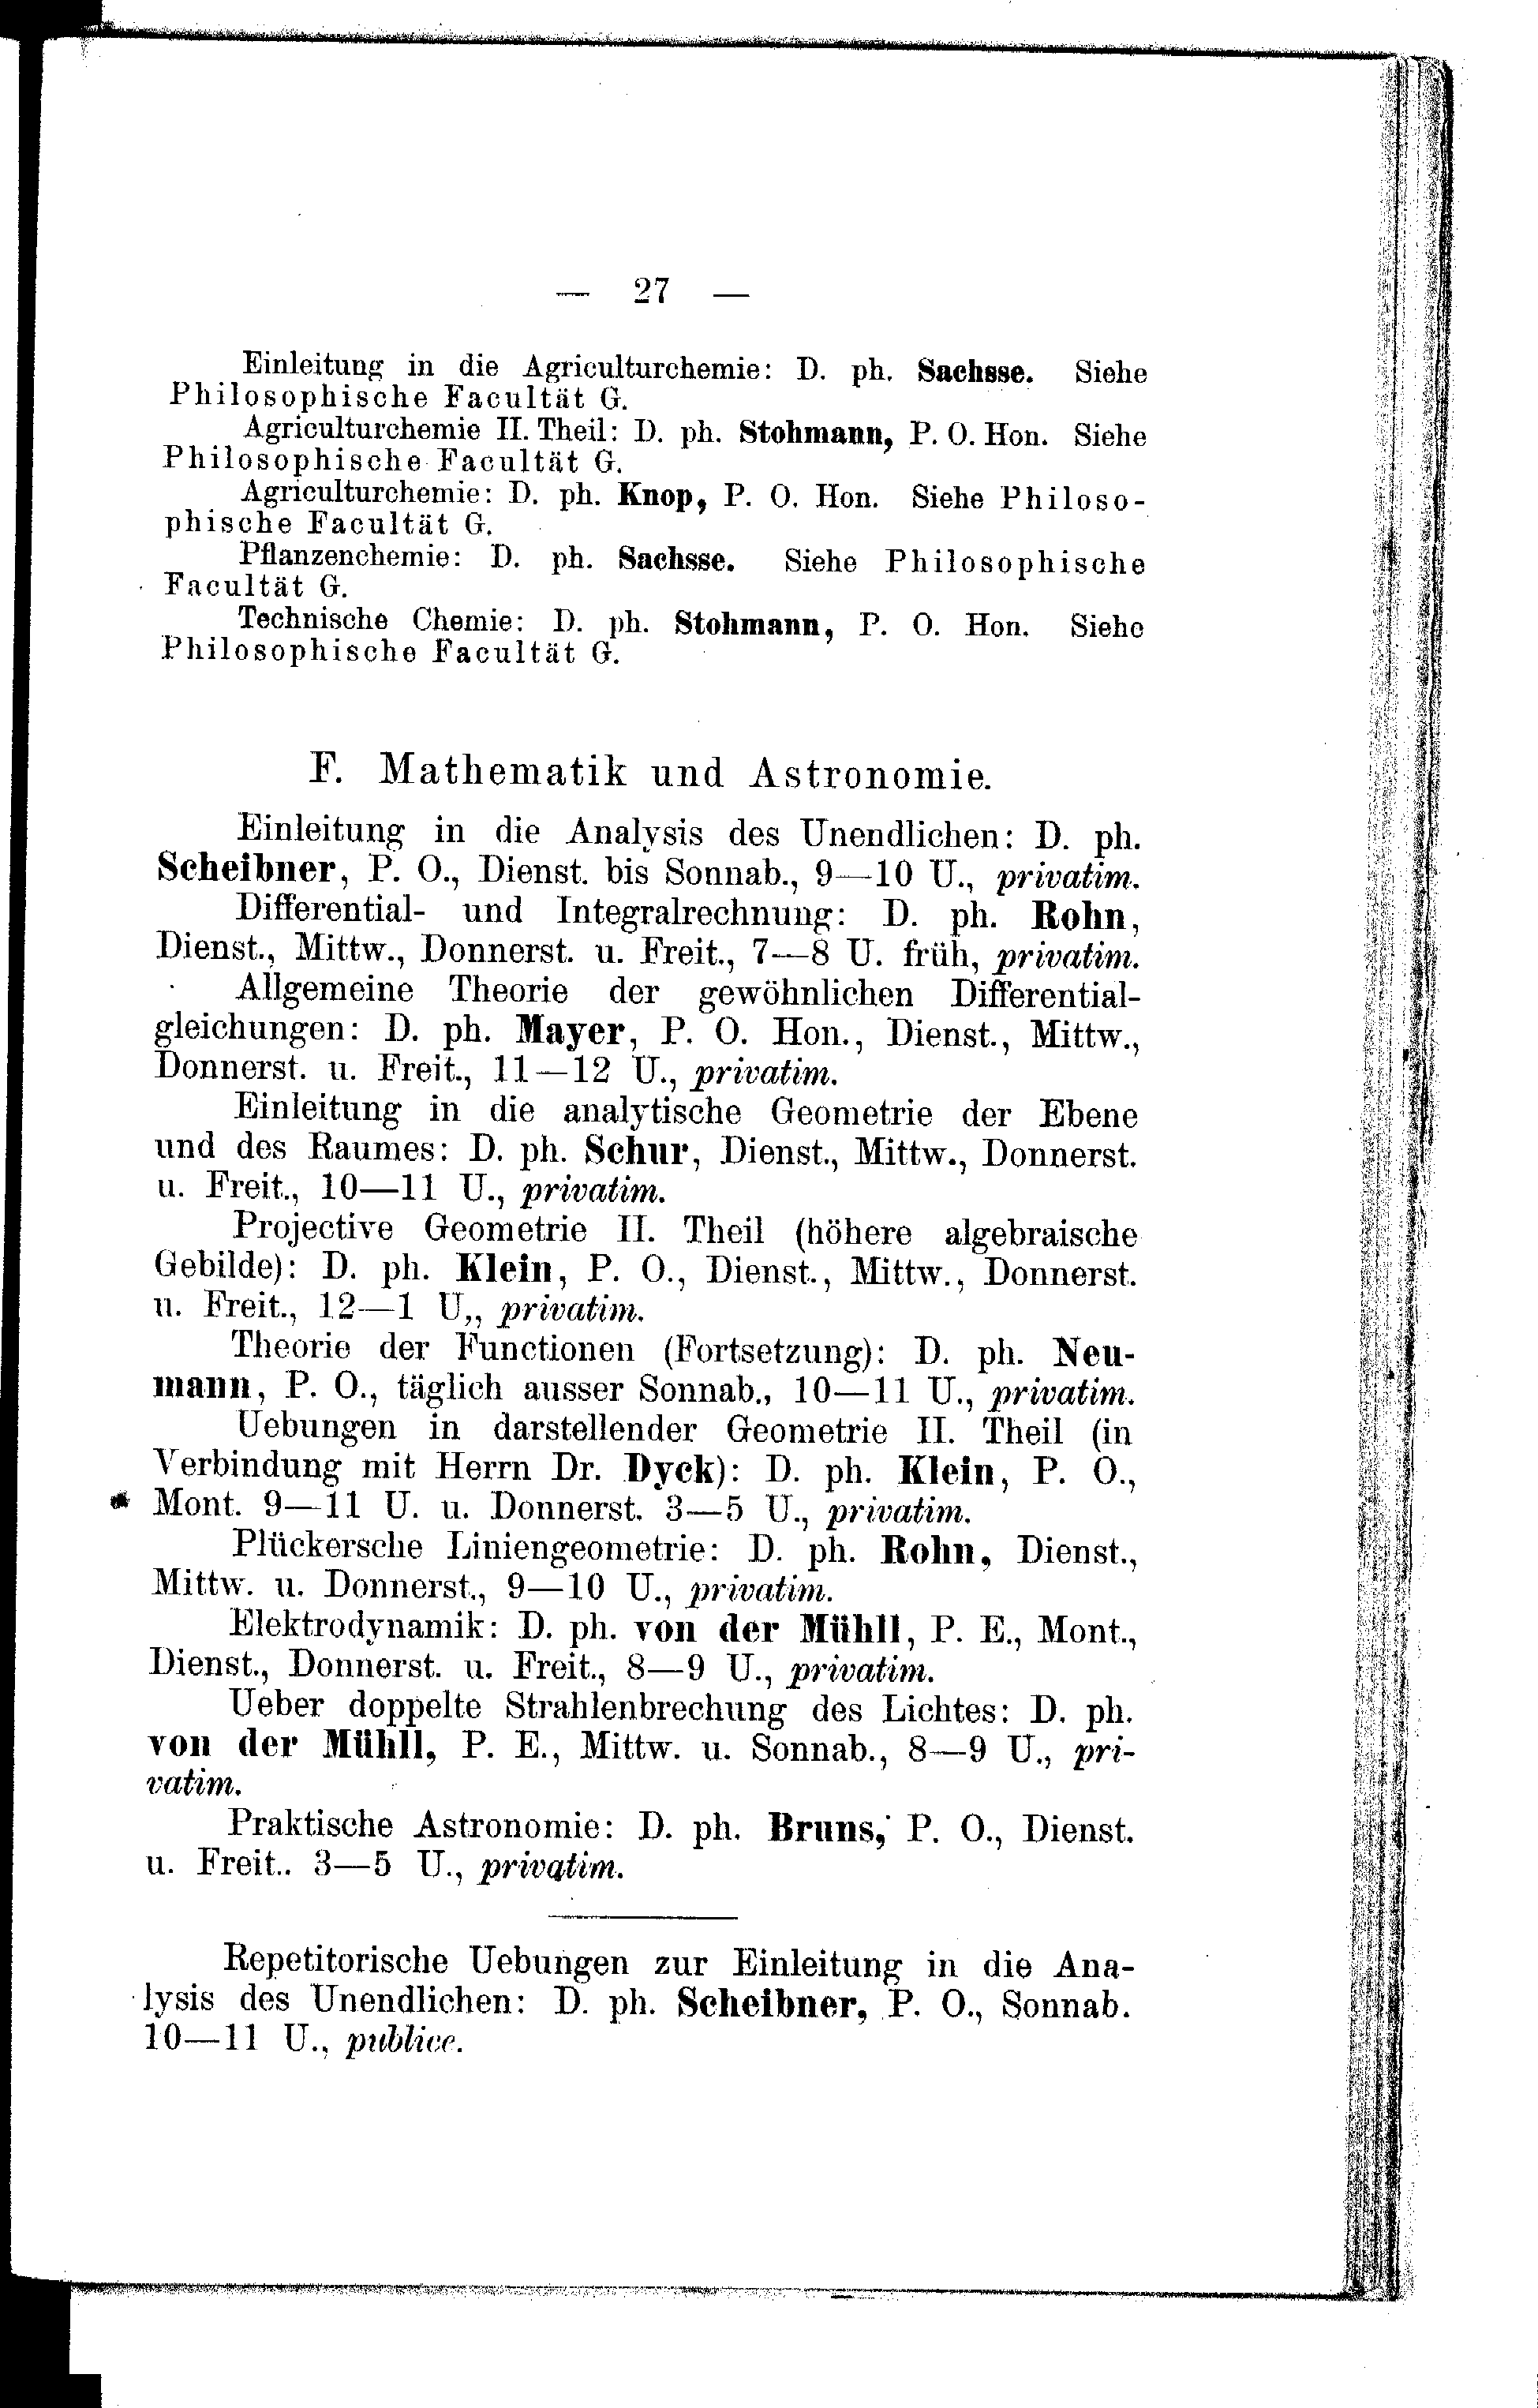 — 27 —
Einleitung in die Agriculturchemie: D. ph. Sachsse. Siehe
Philosophische Facultät G.
Agriculturchemie II. Theil: D. ph. Stohmann, P. O. Hon. Siehe
Philosophische Facultät G.
Agriculturchemie: D. ph. Knop, P. O. Hon. Siehe Philoso-
phische Facultät G.
Pflanzenchemie: D. ph. Sachsse. Siehe Philosophische
Facultät G.
Technische Chemie: D. ph. Stohmann, P. O. Hon. Siehe
Philosophische Facultät G.
F. Mathematik und Astronomie.
Einleitung in die Analysis des Unendlichen: D. ph.
Scheibner, P. O., Dienst. bis Sonnab., 9—10 U., privatim.
Differential- und Integralrechnung: D. ph. Rohn,
Dienst., Mittw., Donnerst. u. Freit., 7—8 U. früh, privatim.
Allgemeine Theorie der gewöhnlichen Differential-
gleichungen: D. ph. Mayer, P. O. Hon., Dienst., Mittw.,
Donnerst. u. Freit., 11—12 U., privatim.
Einleitung in die analytische Geometrie der Ebene
und des Raumes: D. ph. Schur, Dienst., Mittw., Donnerst.
u. Freit., 10—11 U., privatim.
Projective Geometrie II. Theil (höhere algebraische
Gebilde): D. ph. Klein, P. O., Dienst., Mittw., Donnerst.
u. Freit., 12—1 U,, privatim.
Theorie der Functionen (Fortsetzung): D. ph. Neu-
mann, P. O., täglich ausser Sonnab., 10—11 U., privatim.
Uebungen in darstellender Geometrie II. Theil (in
Verbindung mit Herrn Dr. Dyck): D. ph. Klein, P. O.,
Mont. 9—11 U. u. Donnerst. 3—5 U., privatim.
Plückersche Liniengeometrie: D. ph. Rohn, Dienst.,
Mittw. u. Donnerst., 9—10 U., privatim.
Elektrodynamik: D. ph. von der Mühll, P. E., Mont.,
Dienst., Donnerst. u. Freit., 8—9 U., privatim.
Ueber doppelte Strahlenbrechung des Lichtes: D. ph.
von der Mühll, P. E., Mittw. u. Sonnab., 8—9 U., pri-
vatim.
Praktische Astronomie: D. ph. Bruns, P. O., Dienst.
u. Freit.. 3—5 U., privatim.
Repetitorische Uebungen zur Einleitung in die Ana-
lysis des Unendlichen: D. ph. Scheibner, P. O., Sonnab.
10—11 U., publice.